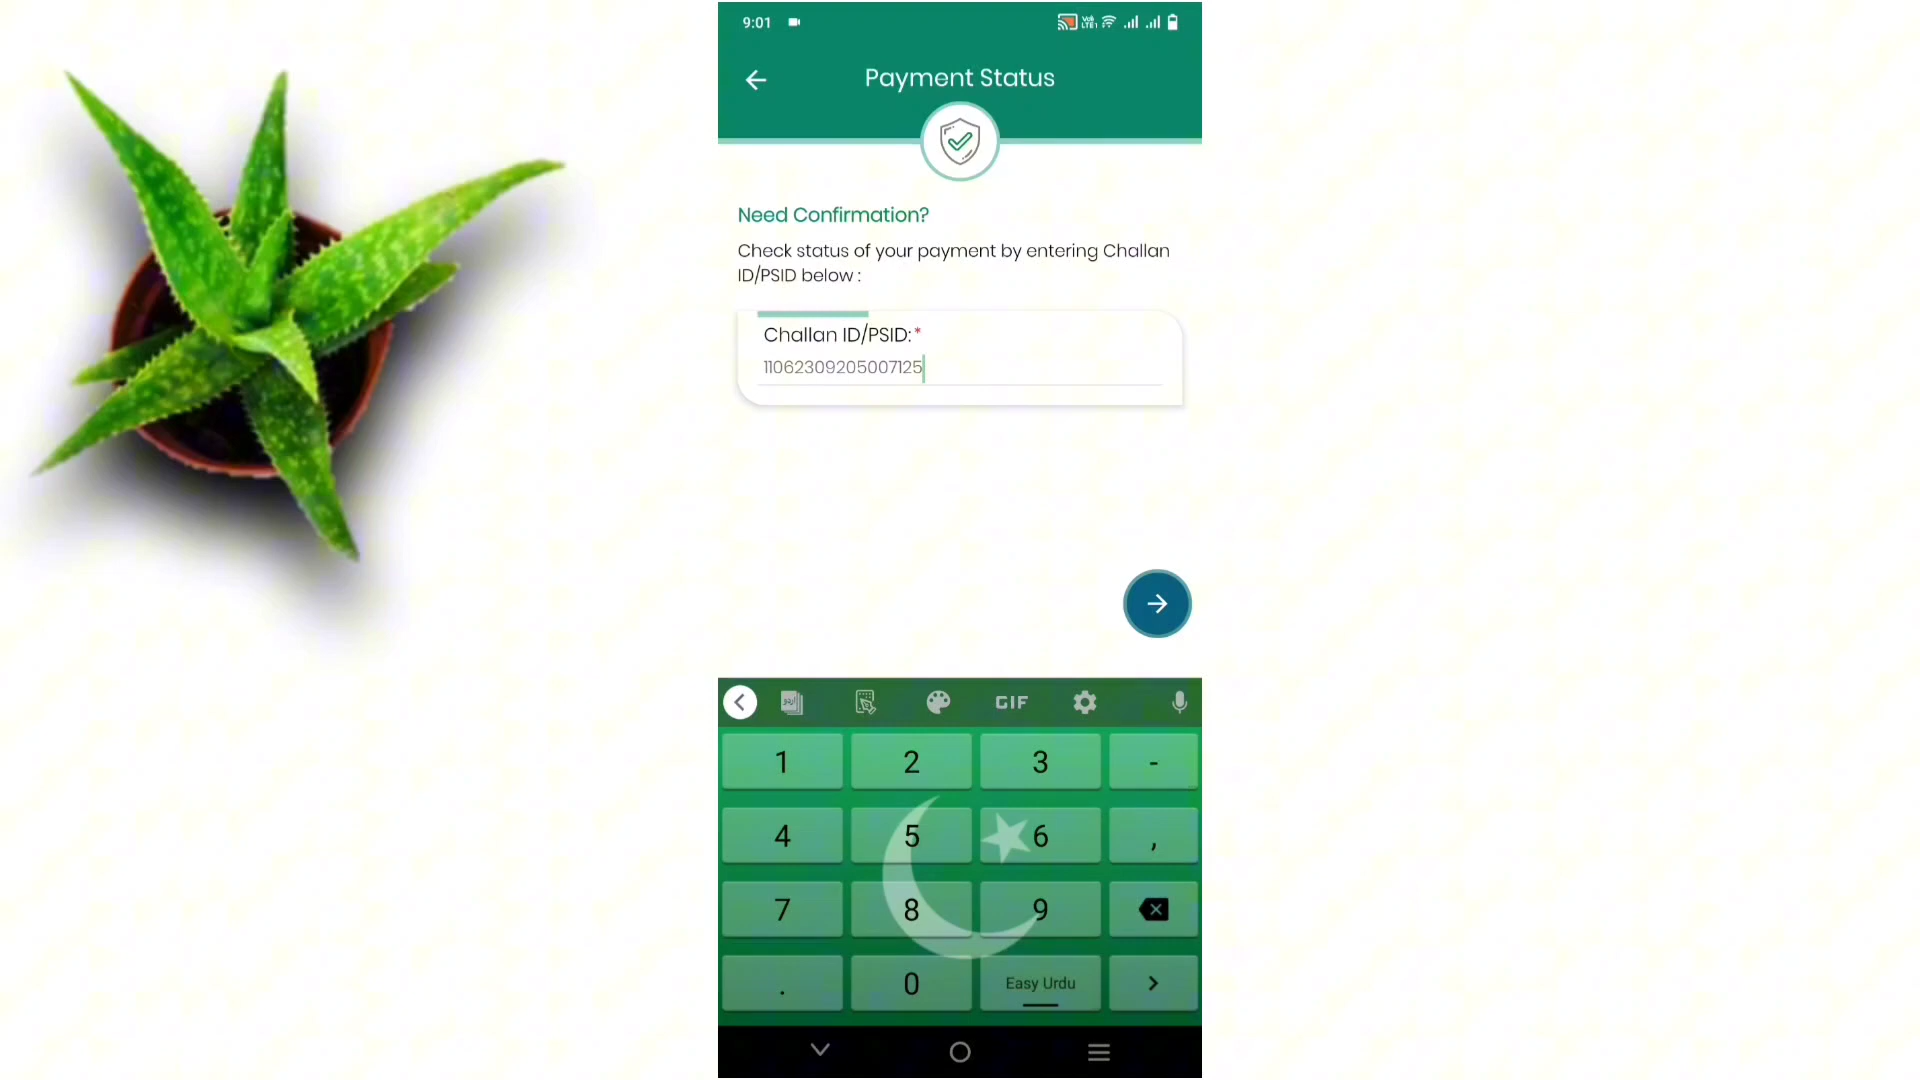 9:01
Payment Status
Need Confirmation?
Check status of your payment by entering Challan
ID/PSID below :
Challan ID/PSID:*
11062309205007125
GIF
1 2 3 -
4 5 6 ,
7 8 9
. 0 Easy Urdu >